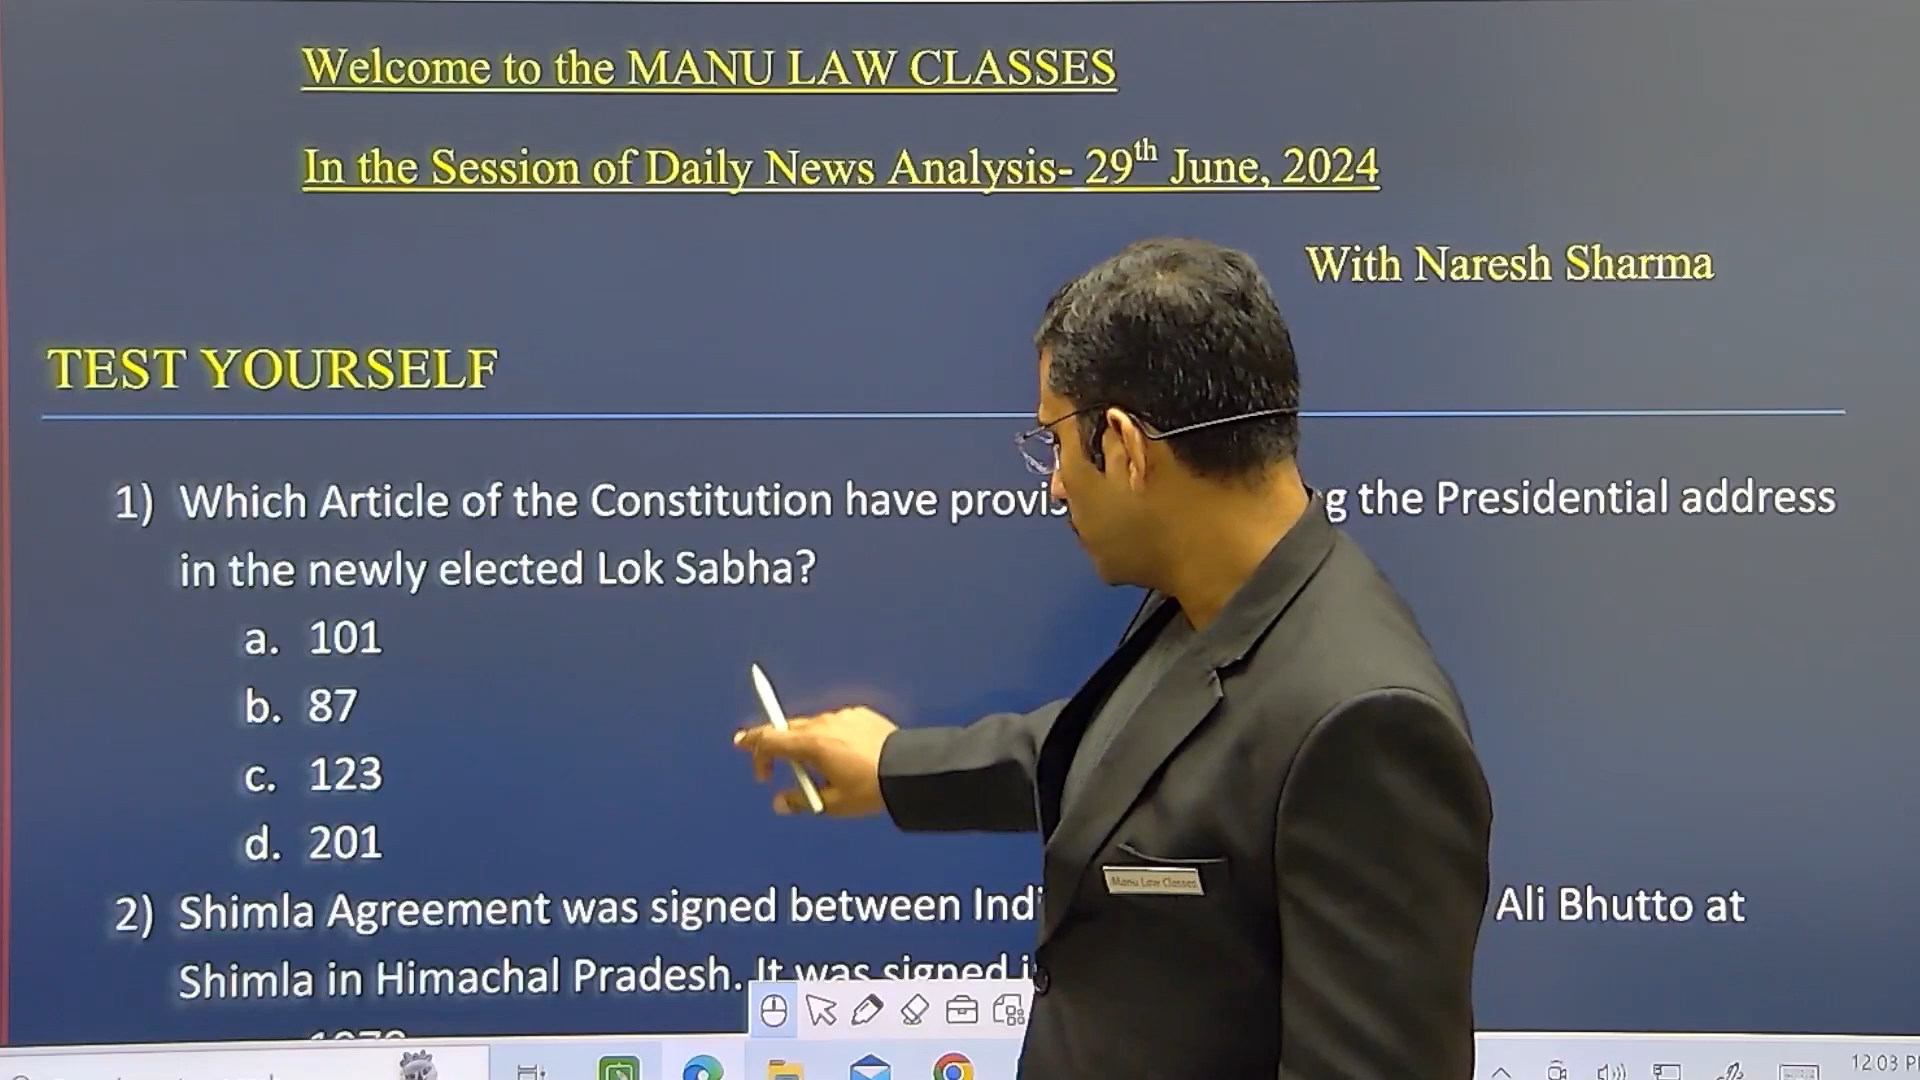 Welcome to the MANU LAW CLASSES
In the Session of Daily News Analysis- 29th June, 2024
With Naresh Sharma
TEST YOURSELF
1) Which Article of the Constitution have the Presidential address
in the newly elected Lok Sabha?
a. 101
b. 87
c. 123
d. 201
2) Shimla Agreement was signed between Ali Bhutto at
Shimla in Himachal Pradesh. It was signed
Manu Law Classes
12:03